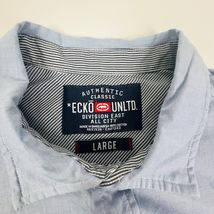 AUTHENTIC
CLASSIC
*ECKŌ UNLTD.
DIVISION EAST
ALL CITY
LARGE